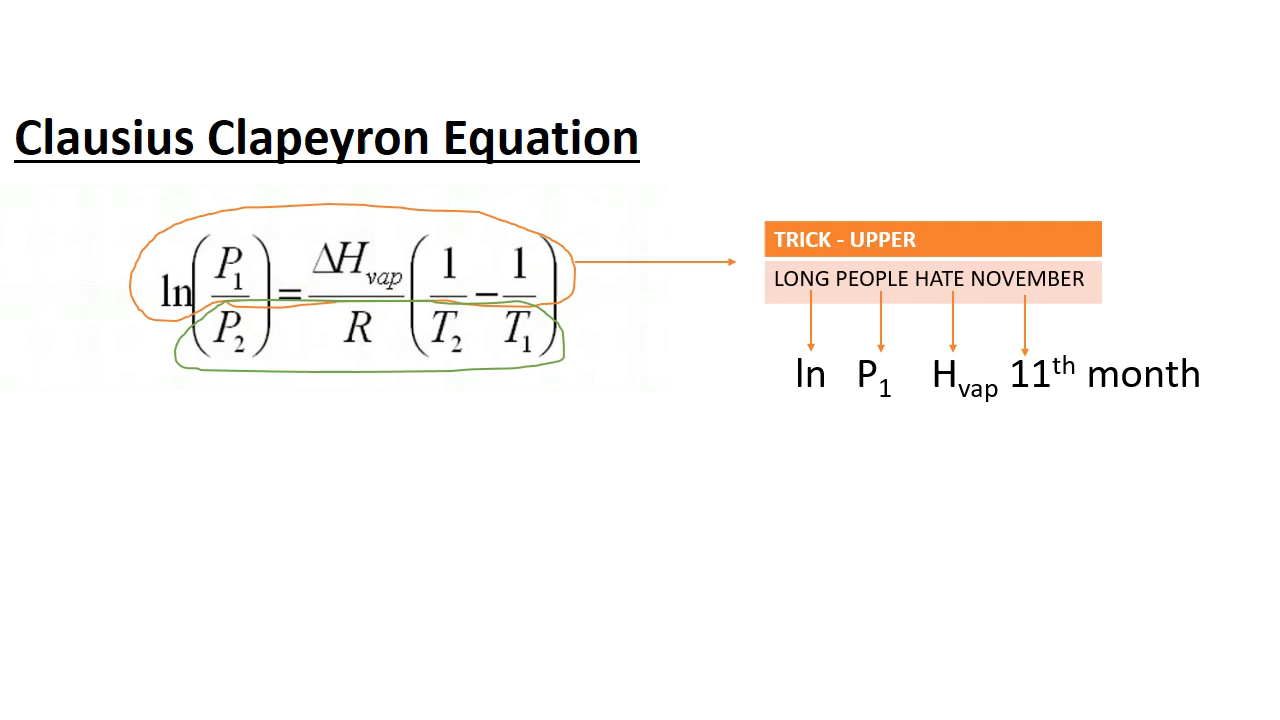 Clausius Clapeyron Equation
ln(P₁/P₂) = ΔHvap/R (1/T₂ − 1/T₁)
TRICK - UPPER
LONG PEOPLE HATE NOVEMBER
ln P₁ Hvap 11th month